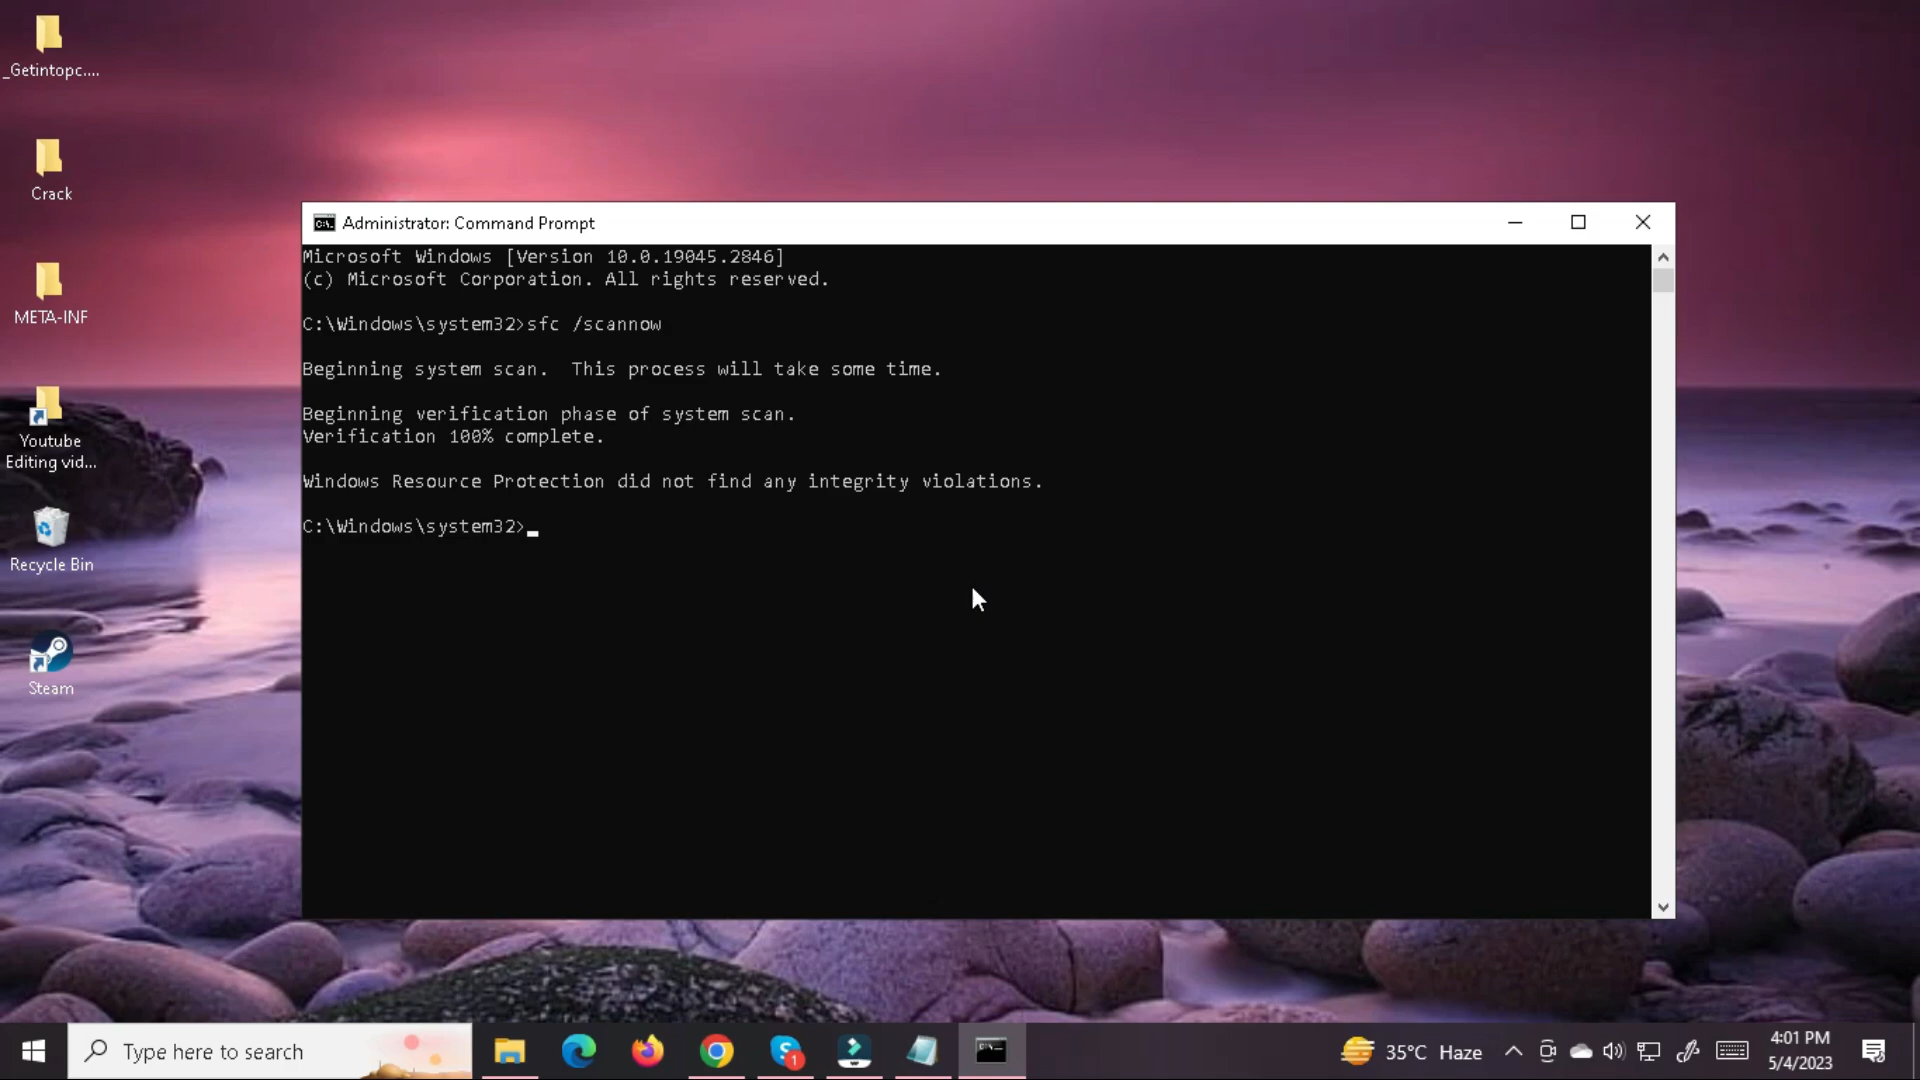 _Getintopc....
Crack
META-INF
Youtube
Editing vid...
Recycle Bin
Steam
Administrator: Command Prompt
Microsoft Windows [Version 10.0.19045.2846]
(c) Microsoft Corporation. All rights reserved.
C:\Windows\system32>sfc /scannow
Beginning system scan.  This process will take some time.
Beginning verification phase of system scan.
Verification 100% complete.
Windows Resource Protection did not find any integrity violations.
C:\Windows\system32>
Type here to search
1
35°C Haze
4:01 PM
5/4/2023